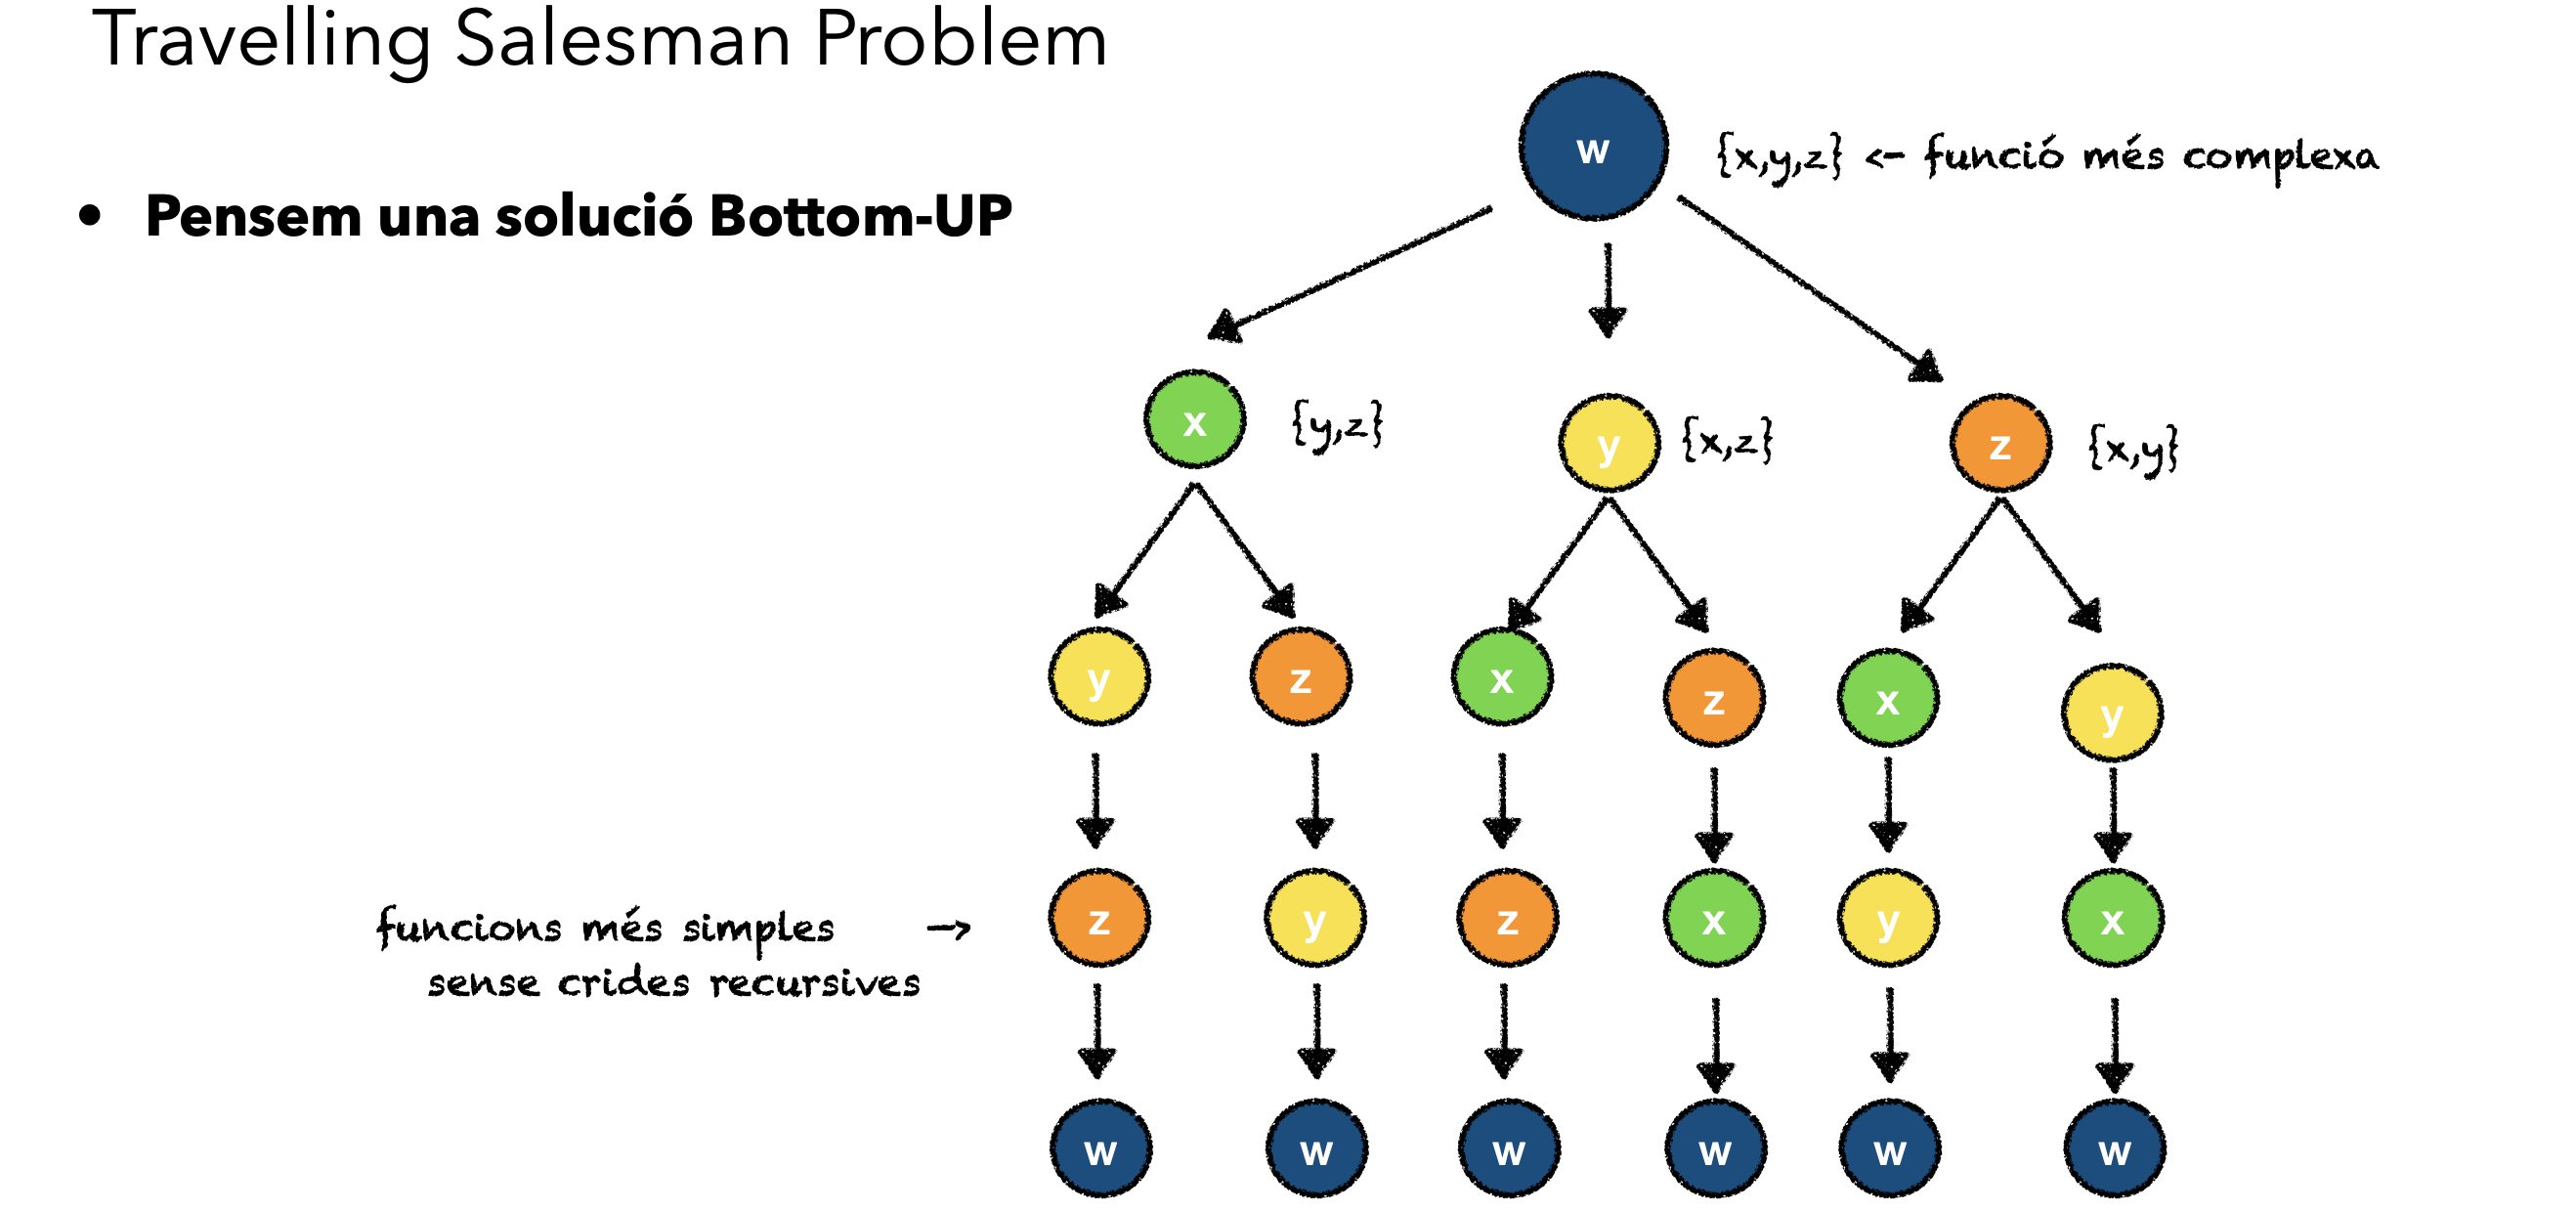 Travelling Salesman Problem
• Pensem una solució Bottom-UP
w {x,y,z} <- funció més complexa
x {y,z} y {x,z} z {x,y}
y z x z x y
funcions més simples ->
sense crides recursives
z y z x y x
w w w w w w